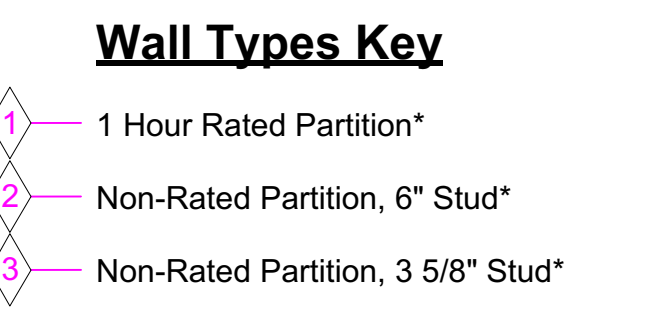 Wall Types Key
1 1 Hour Rated Partition*
2 Non-Rated Partition, 6" Stud*
3 Non-Rated Partition, 3 5/8" Stud*